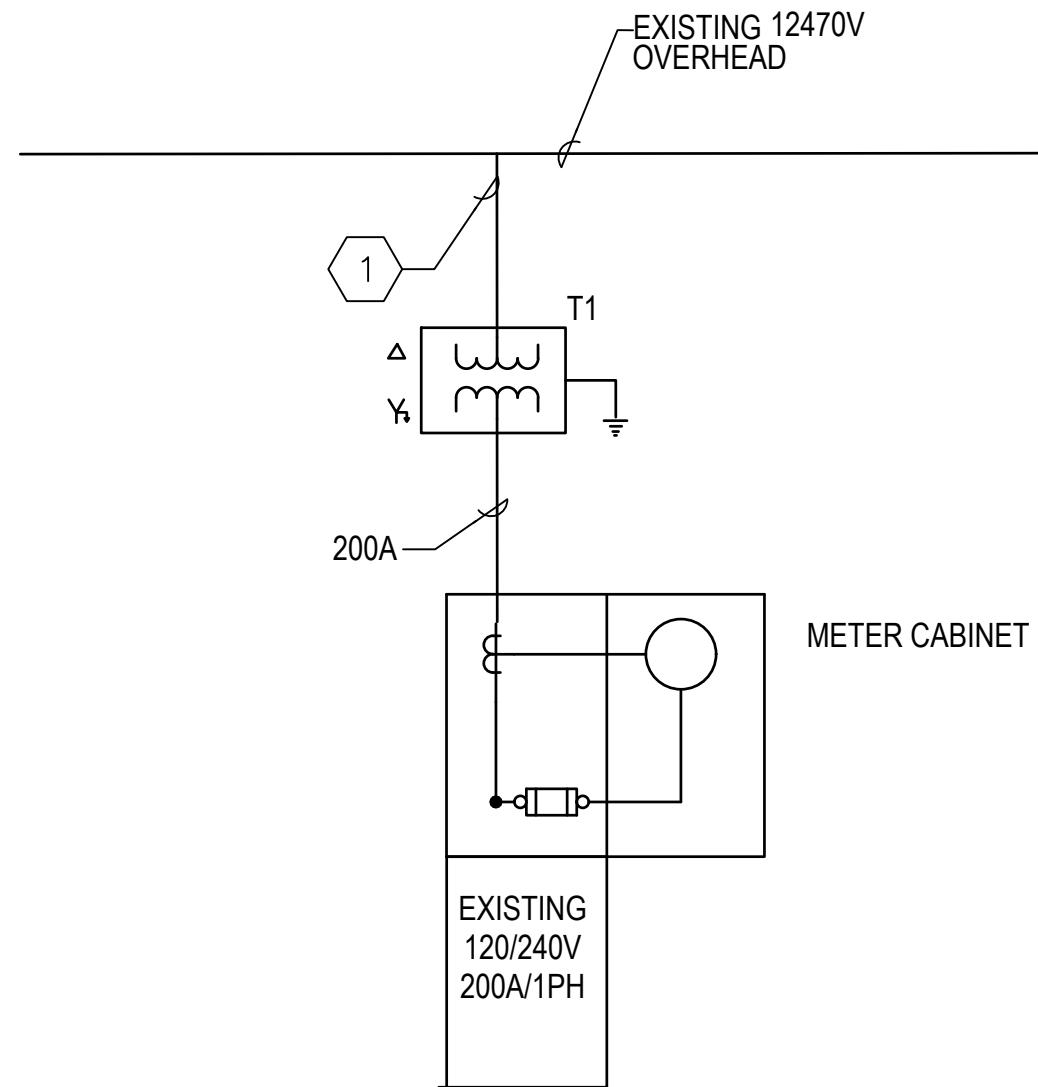 EXISTING 12470V
OVERHEAD
1
T1
Δ
Y
200A
METER CABINET
EXISTING
120/240V
200A/1PH